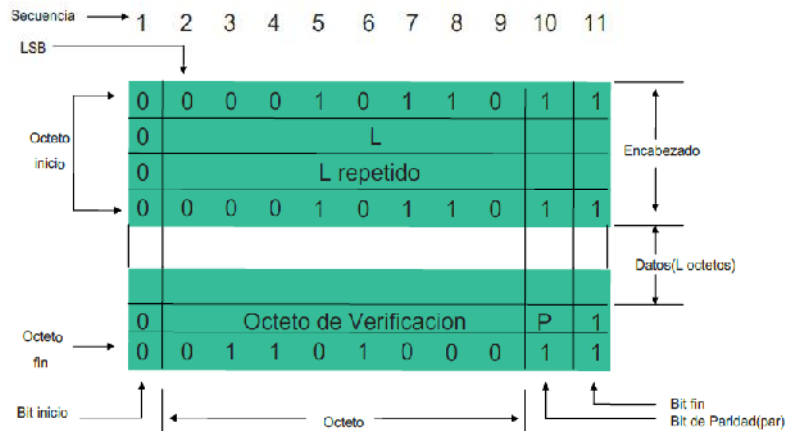 Secuencia 1 2 3 4 5 6 7 8 9 10 11
LSB
0 0 0 0 1 0 1 1 0 1 1
Octeto
inicio
0 L
Encabezado
0 L repetido
0 0 0 0 1 0 1 1 0 1 1
Datos(L octetos)
0 Octeto de Verificacion P 1
Octeto
fin
0 0 1 1 0 1 0 0 0 1 1
Bit inicio
Octeto
Bit fin
Bit de Paridad(par)